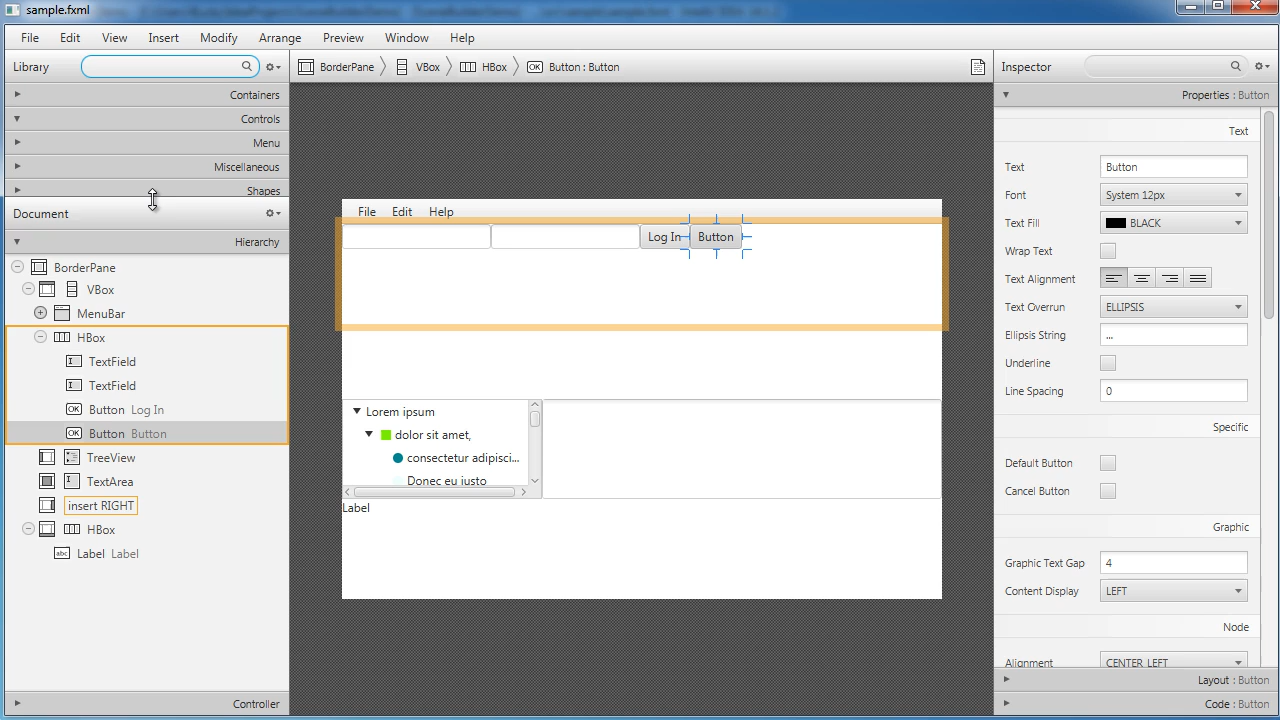 sample.fxml
File Edit View Insert Modify Arrange Preview Window Help
Library
BorderPane VBox HBox Button : Button
Inspector
Containers
Controls
Menu
Miscellaneous
Shapes
Document
Hierarchy
BorderPane
VBox
MenuBar
HBox
TextField
TextField
Button Log In
Button Button
TreeView
TextArea
insert RIGHT
HBox
Label Label
Controller
File Edit Help
Log In Button
Lorem ipsum
dolor sit amet,
consectetur adipisci...
Donec eu justo
Label
Properties : Button
Text
Text Button
Font System 12px
Text Fill BLACK
Wrap Text
Text Alignment
Text Overrun ELLIPSIS
Ellipsis String ...
Underline
Line Spacing 0
Specific
Default Button
Cancel Button
Graphic
Graphic Text Gap 4
Content Display LEFT
Node
Alignment CENTER_LEFT
Layout : Button
Code : Button